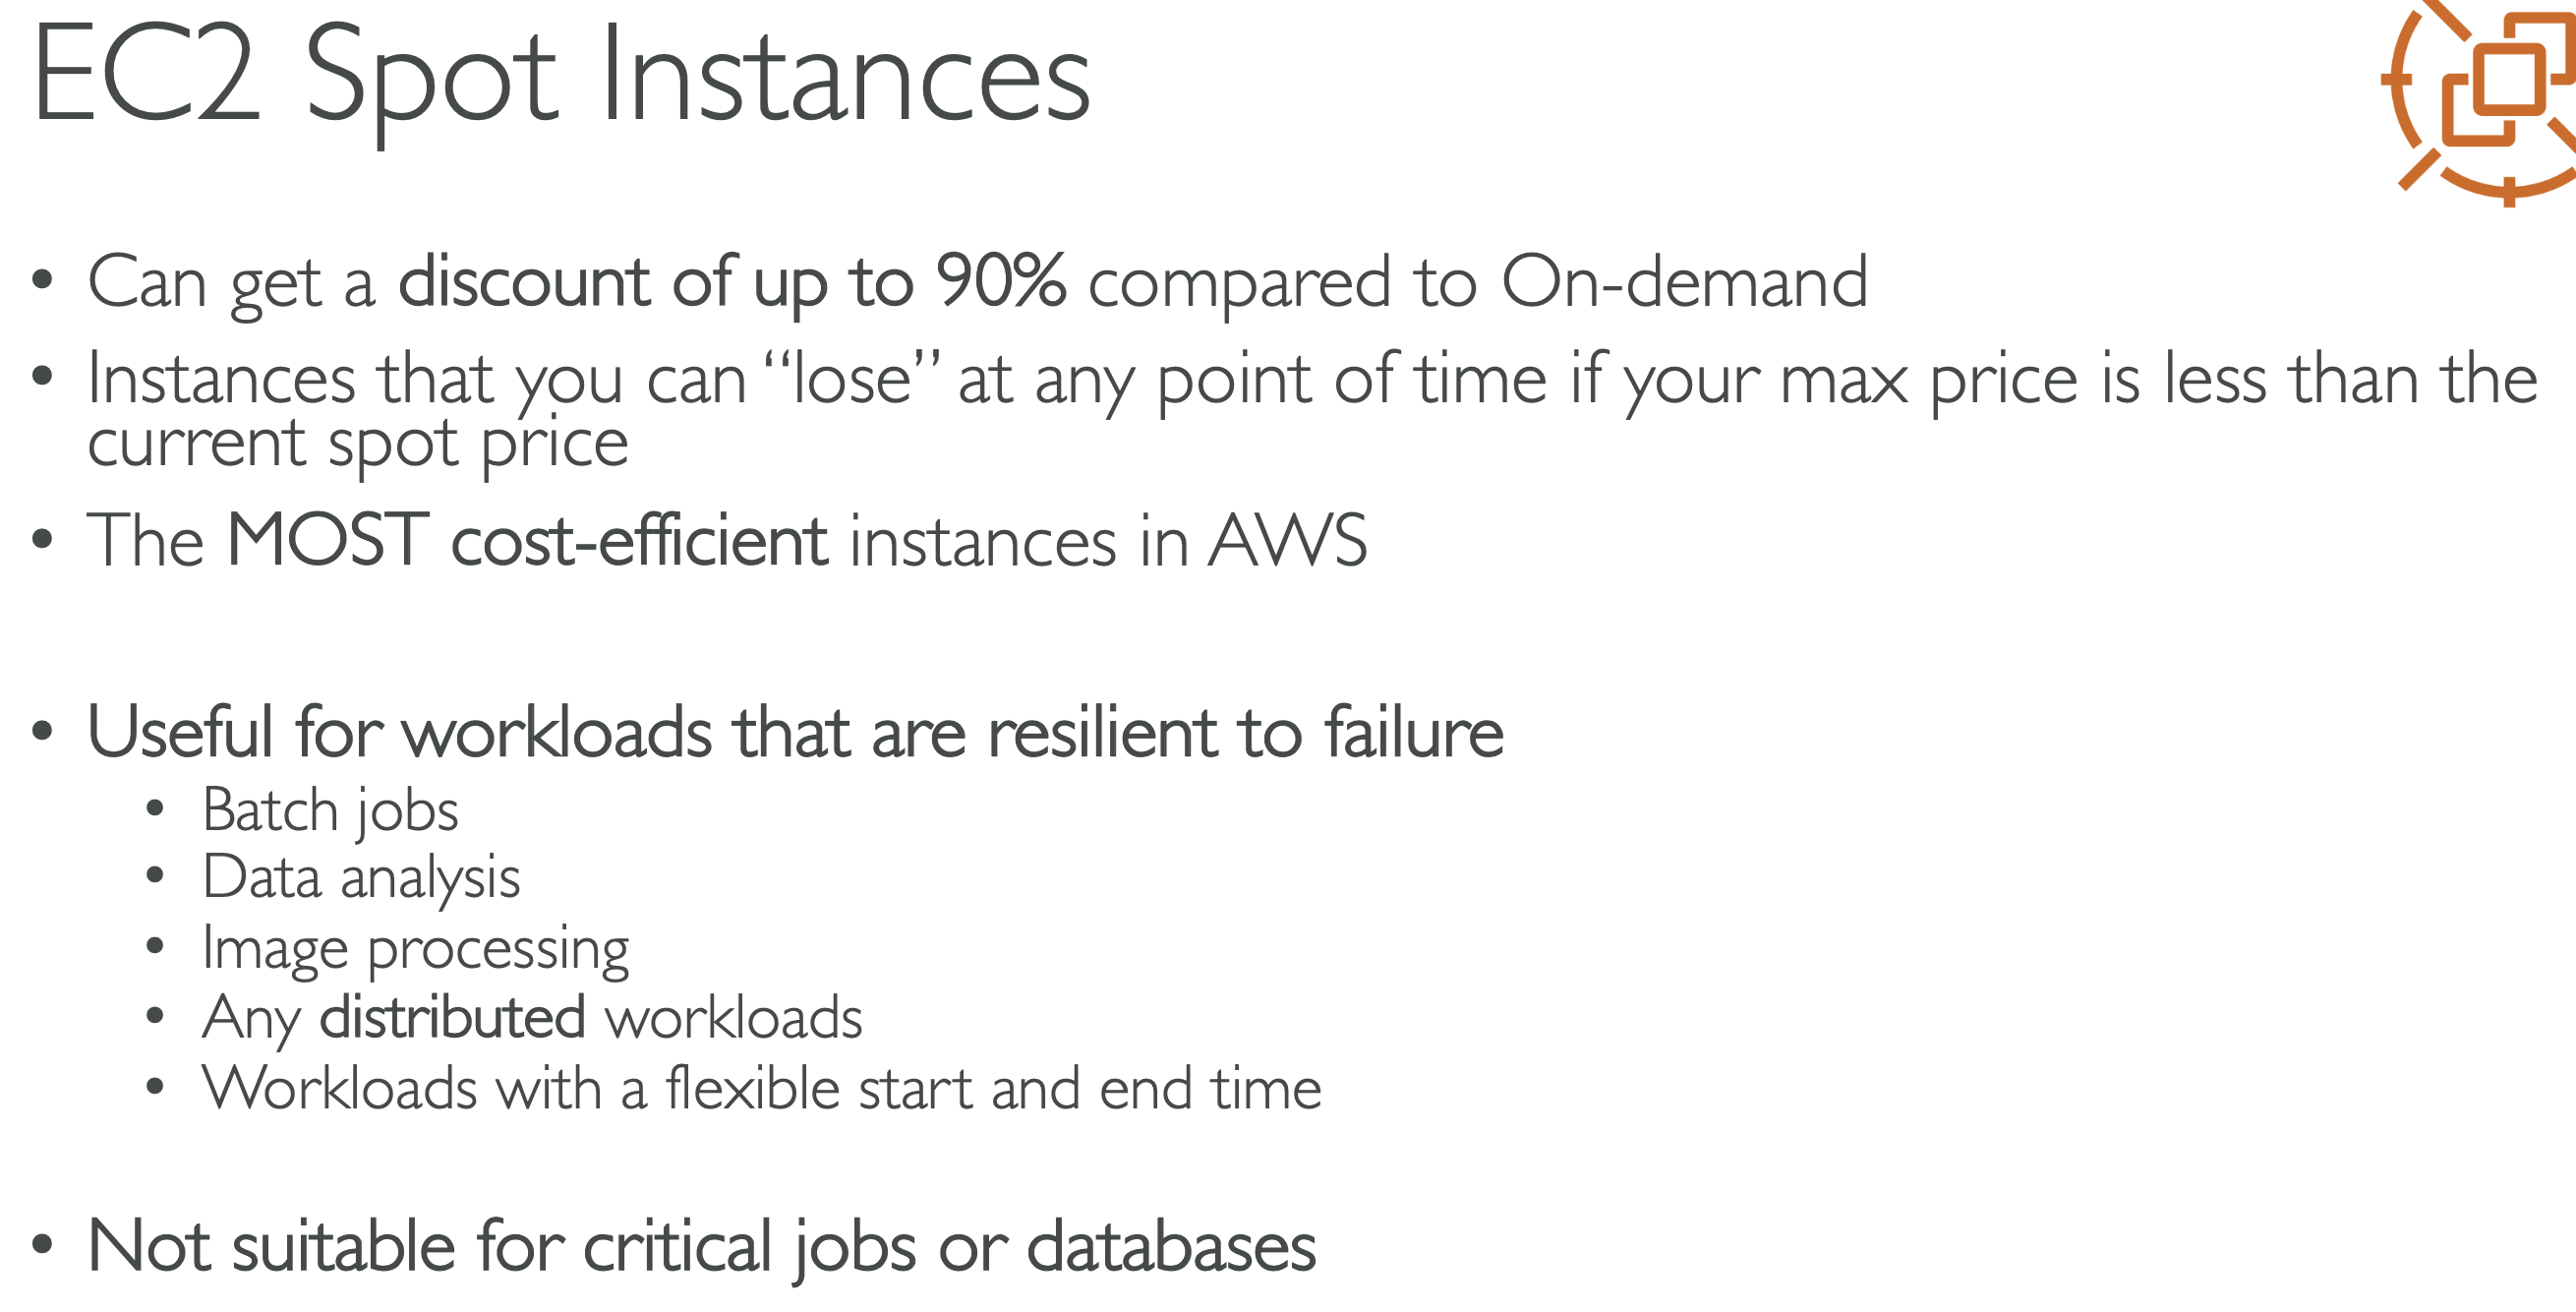 EC2 Spot Instances
• Can get a discount of up to 90% compared to On-demand
• Instances that you can “lose” at any point of time if your max price is less than the
current spot price
• The MOST cost-efficient instances in AWS
• Useful for workloads that are resilient to failure
• Batch jobs
• Data analysis
• Image processing
• Any distributed workloads
• Workloads with a flexible start and end time
• Not suitable for critical jobs or databases